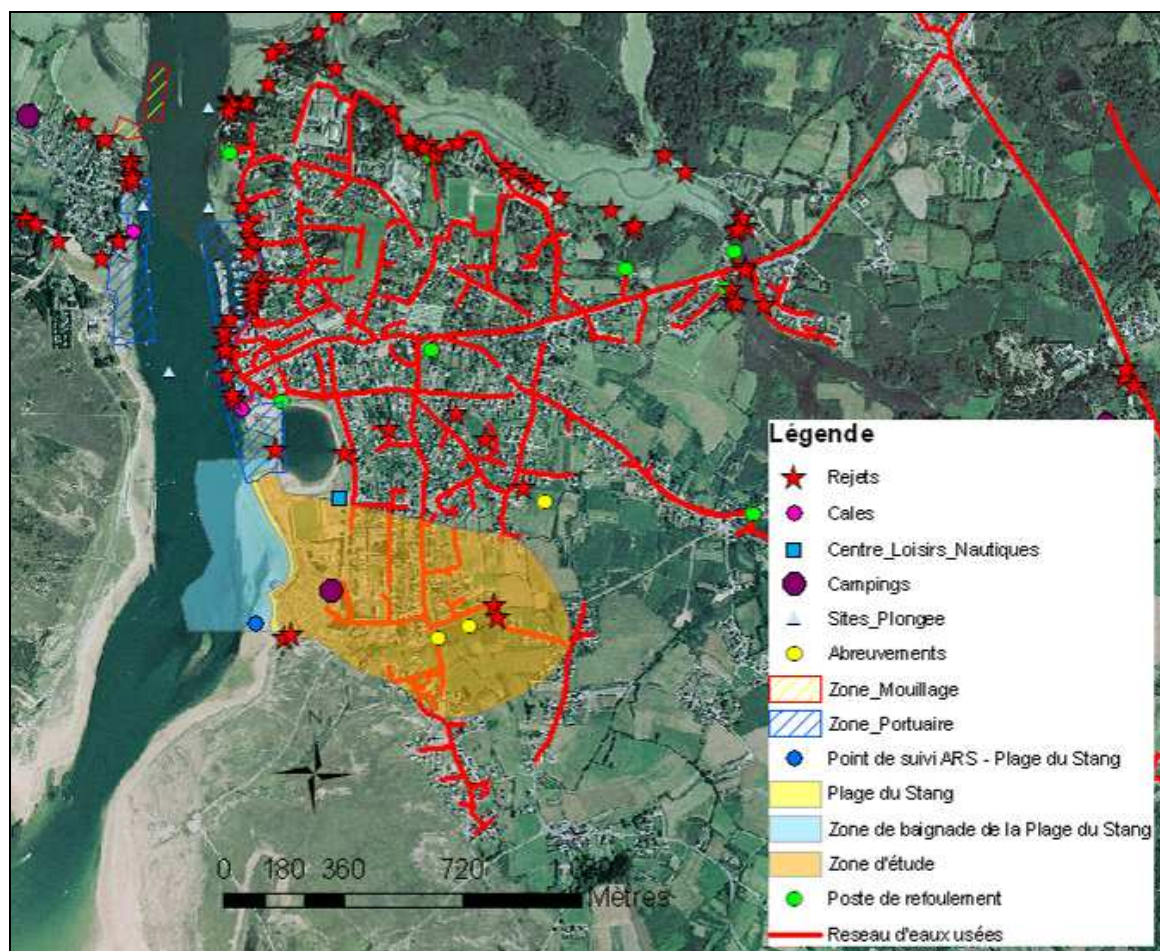 Légende
Rejets
Cales
Centre_Loisirs_Nautiques
Campings
Sites_Plongee
Abreuvements
Zone_Mouillage
Zone_Portuaire
Point de suivi ARS - Plage du Stang
Plage du Stang
Zone de baignade de la Plage du Stang
Zone d'étude
Poste de refoulement
Reseau d'eaux usées
N
0 180 360 720
Mètres